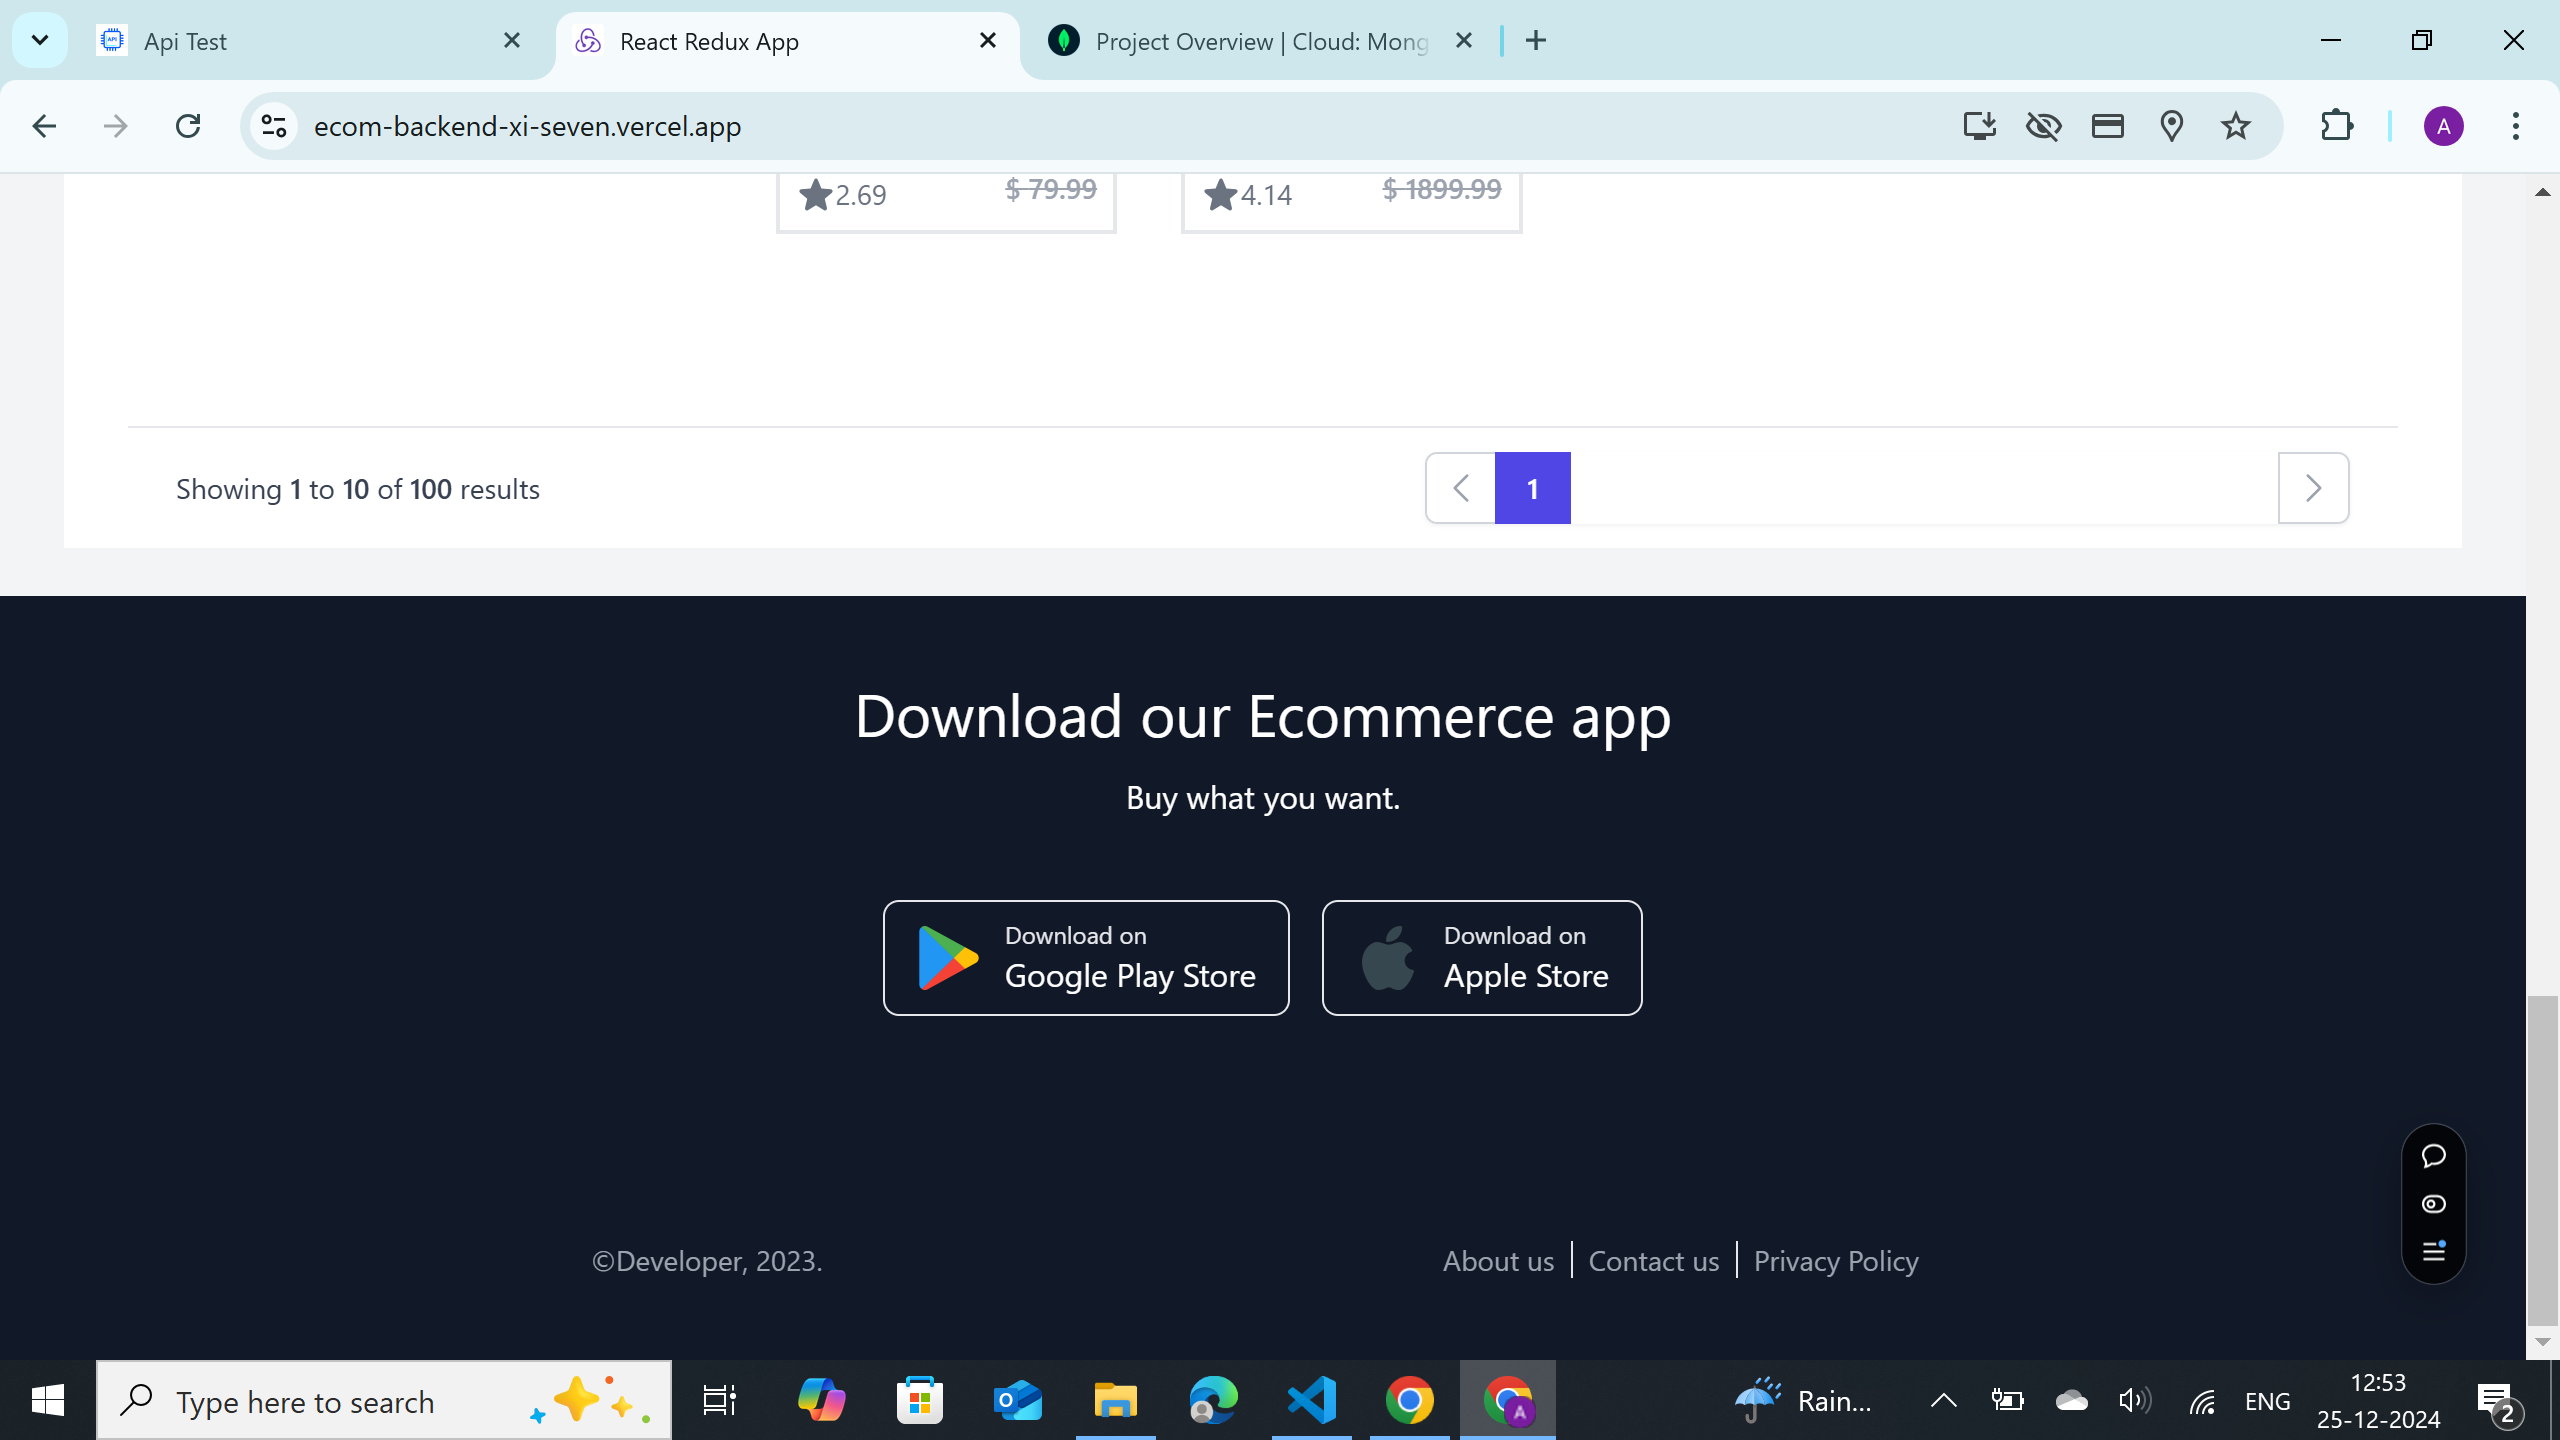 Api Test
React Redux App
Project Overview | Cloud: Mong
ecom-backend-xi-seven.vercel.app
A
2.69
$ 79.99
4.14
$ 1899.99
Showing 1 to 10 of 100 results
1
Download our Ecommerce app
Buy what you want.
Download on
Google Play Store
Download on
Apple Store
©Developer, 2023.
About us
Contact us
Privacy Policy
Type here to search
Rain...
ENG
12:53
25-12-2024
2